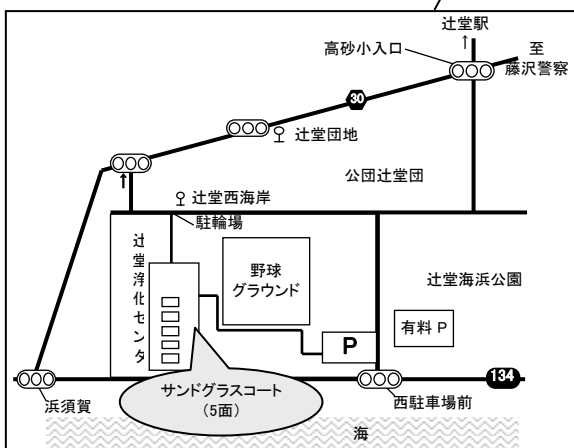 辻堂駅
↑
高砂小入口
至
藤沢警察
30
辻堂団地
公団辻堂団
↑
辻堂西海岸
駐輪場
辻堂浄化センタ
野球
グラウンド
辻堂海浜公園
有料 P
P
134
サンドグラスコート
(5面)
浜須賀
西駐車場前
海